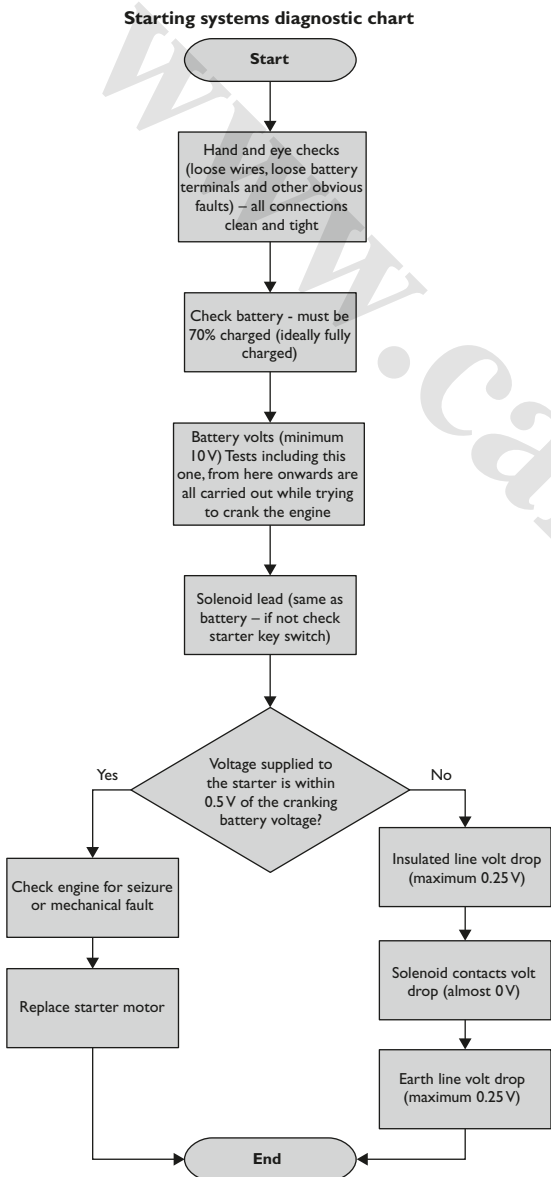 Starting systems diagnostic chart
Start
Hand and eye checks
(loose wires, loose battery
terminals and other obvious
faults) – all connections
clean and tight
Check battery - must be
70% charged (ideally fully
charged)
Battery volts (minimum
10 V) Tests including this
one, from here onwards are
all carried out while trying
to crank the engine
Solenoid lead (same as
battery – if not check
starter key switch)
Voltage supplied to
the starter is within
0.5 V of the cranking
battery voltage?
Yes
No
Check engine for seizure
or mechanical fault
Replace starter motor
Insulated line volt drop
(maximum 0.25 V)
Solenoid contacts volt
drop (almost 0 V)
Earth line volt drop
(maximum 0.25 V)
End
www.ca